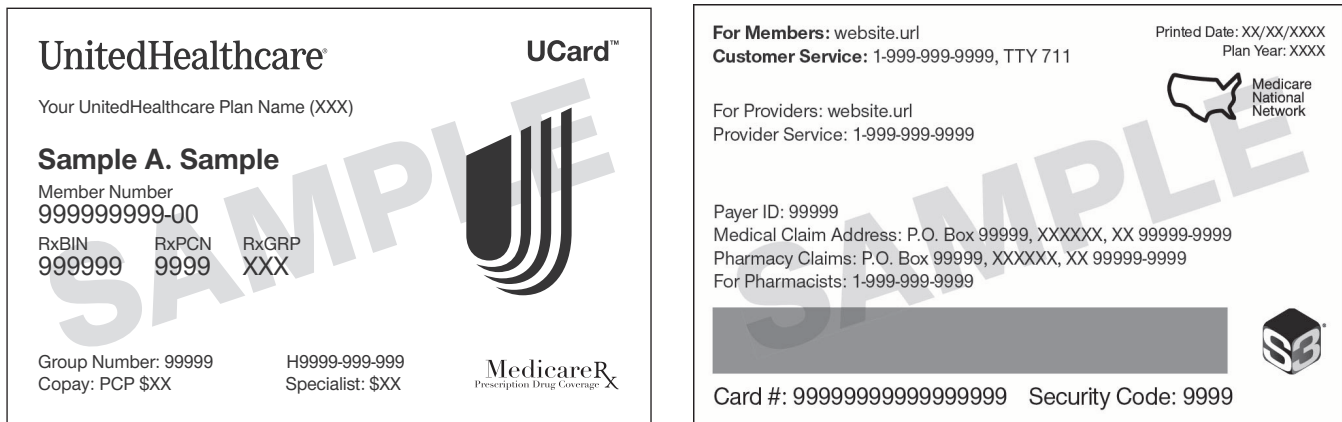 UnitedHealthcare®
UCard™
Your UnitedHealthcare Plan Name (XXX)
Sample A. Sample
Member Number
999999999-00
RxBIN RxPCN RxGRP
999999 9999 XXX
SAMPLE
Group Number: 99999 H9999-999-999
Copay: PCP $XX Specialist: $XX
MedicareRx
Prescription Drug Coverage
For Members: website.url
Customer Service: 1-999-999-9999, TTY 711
Printed Date: XX/XX/XXXX
Plan Year: XXXX
Medicare
National
Network
For Providers: website.url
Provider Service: 1-999-999-9999
SAMPLE
Payer ID: 99999
Medical Claim Address: P.O. Box 99999, XXXXXX, XX 99999-9999
Pharmacy Claims: P.O. Box 99999, XXXXXX, XX 99999-9999
For Pharmacists: 1-999-999-9999
S3®
Card #: 99999999999999999 Security Code: 9999